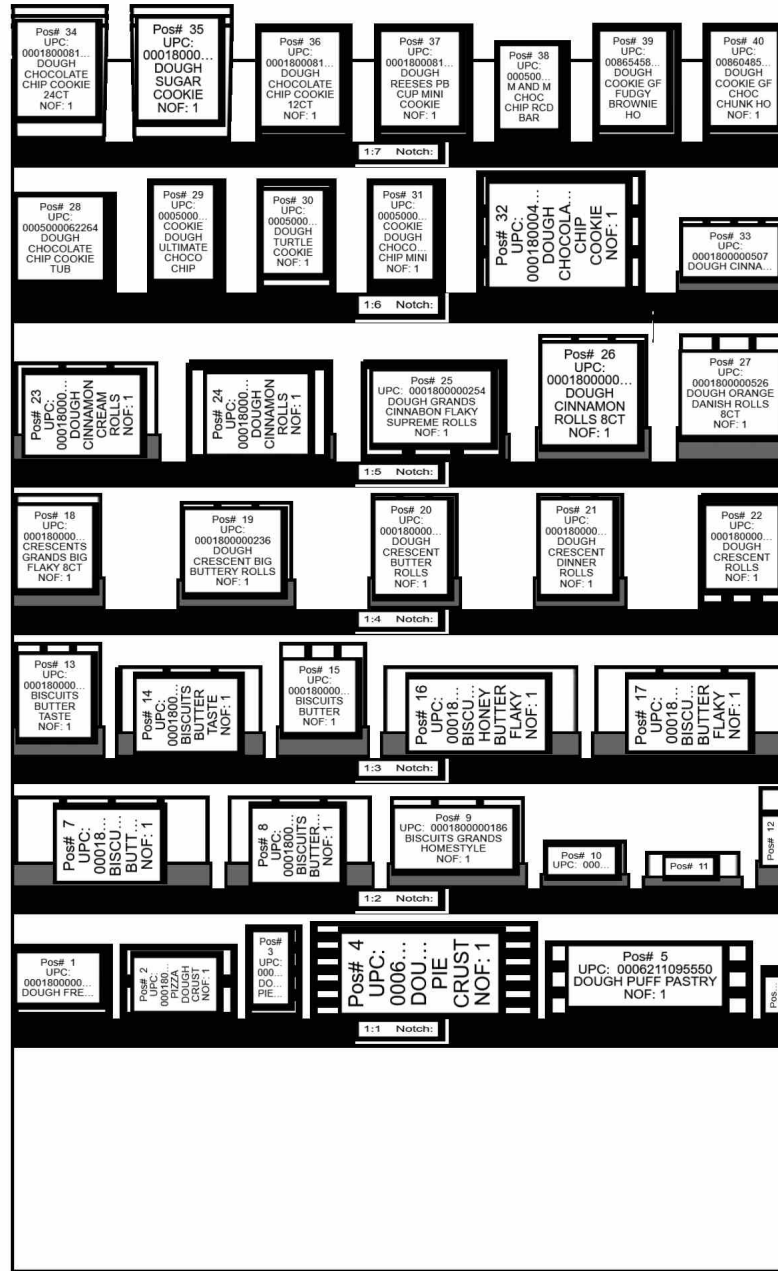 Pos# 34
UPC:
0001800081...
DOUGH
CHOCOLATE
CHIP COOKIE
24CT
NOF: 1
Pos# 35
UPC:
00018000...
DOUGH
SUGAR
COOKIE
NOF: 1
Pos# 36
UPC:
0001800081...
DOUGH
CHOCOLATE
CHIP COOKIE
12CT
NOF: 1
Pos# 37
UPC:
0001800081...
DOUGH
REESES PB
CUP MINI
COOKIE
NOF: 1
Pos# 38
UPC:
000500...
M AND M
CHOC
CHIP RCD
BAR
Pos# 39
UPC:
00865458...
DOUGH
COOKIE GF
FUDGY
BROWNIE
HO
Pos# 40
UPC:
00860485...
DOUGH
COOKIE GF
CHOC
CHUNK HO
NOF: 1
1:7 Notch:
Pos# 28
UPC:
0005000062264
DOUGH
CHOCOLATE
CHIP COOKIE
TUB
Pos# 29
UPC:
0005000...
COOKIE
DOUGH
ULTIMATE
CHOCO
CHIP
Pos# 30
UPC:
0005000...
DOUGH
TURTLE
COOKIE
NOF: 1
Pos# 31
UPC:
0005000...
COOKIE
DOUGH
CHOCO...
CHIP MINI
NOF: 1
Pos# 32
UPC:
000180004...
DOUGH
CHOCOLA...
CHIP
COOKIE
NOF: 1
Pos# 33
UPC:
0001800000507
DOUGH CINNA...
1:6 Notch:
Pos# 23
UPC:
00018000...
DOUGH
CINNAMON
CREAM
ROLLS
NOF: 1
Pos# 24
UPC:
00018000...
DOUGH
CINNAMON
ROLLS
NOF: 1
Pos# 25
UPC: 0001800000254
DOUGH GRANDS
CINNABON FLAKY
SUPREME ROLLS
NOF: 1
Pos# 26
UPC:
0001800000...
DOUGH
CINNAMON
ROLLS 8CT
NOF: 1
Pos# 27
UPC:
0001800000526
DOUGH ORANGE
DANISH ROLLS
8CT
NOF: 1
1:5 Notch:
Pos# 18
UPC:
000180000...
CRESCENTS
GRANDS BIG
FLAKY 8CT
NOF: 1
Pos# 19
UPC:
0001800000236
DOUGH
CRESCENT BIG
BUTTERY ROLLS
NOF: 1
Pos# 20
UPC:
000180000...
DOUGH
CRESCENT
BUTTER
ROLLS
NOF: 1
Pos# 21
UPC:
000180000...
DOUGH
CRESCENT
DINNER
ROLLS
NOF: 1
Pos# 22
UPC:
000180000...
DOUGH
CRESCENT
ROLLS
NOF: 1
1:4 Notch:
Pos# 13
UPC:
000180000...
BISCUITS
BUTTER
TASTE
NOF: 1
Pos# 14
UPC:
0001800...
BISCUITS
BUTTER
TASTE
NOF: 1
Pos# 15
UPC:
000180000...
BISCUITS
BUTTER
NOF: 1
Pos# 16
UPC:
00018...
BISCU...
HONEY
BUTTER
FLAKY
NOF: 1
Pos# 17
UPC:
00018...
BISCU...
BUTTER
FLAKY
NOF: 1
1:3 Notch:
Pos# 7
UPC:
00018...
BISCU...
BUTT...
NOF: 1
Pos# 8
UPC:
0001800...
BISCUITS
BUTTER...
NOF: 1
Pos# 9
UPC: 0001800000186
BISCUITS GRANDS
HOMESTYLE
NOF: 1
Pos# 10
UPC: 000...
Pos# 11
Pos# 12
1:2 Notch:
Pos# 1
UPC:
0001800000...
DOUGH FRE...
Pos# 2
UPC:
000180...
PIZZA
DOUGH
CRUST
NOF: 1
Pos#
3
UPC:
000...
DO...
PIE...
Pos# 4
UPC:
0006...
DOU...
PIE
CRUST
NOF: 1
Pos# 5
UPC: 0006211095550
DOUGH PUFF PASTRY
NOF: 1
Pos...
1:1 Notch: